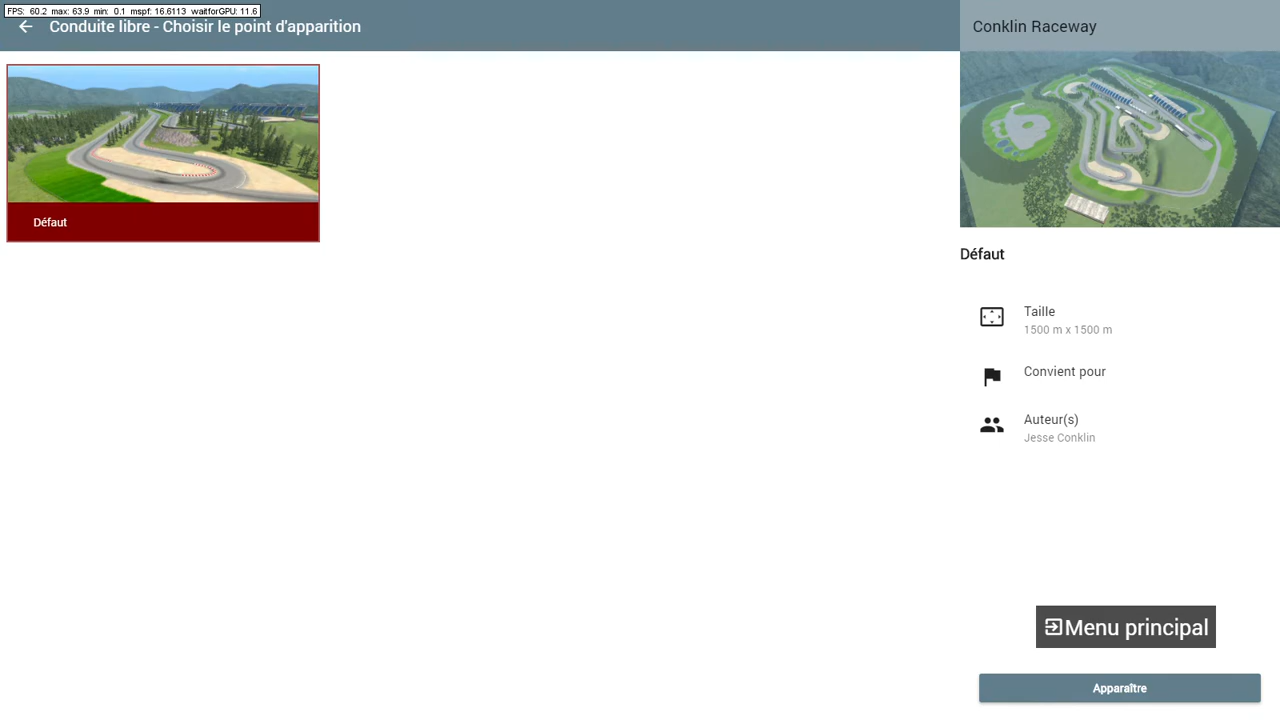 FPS: 60.2 max: 63.9 min: 0.1 mspf: 16.6113 waitforGPU: 11.6
Conduite libre - Choisir le point d'apparition
Défaut
Conklin Raceway
Défaut
Taille
1500 m x 1500 m
Convient pour
Auteur(s)
Jesse Conklin
Menu principal
Apparaître